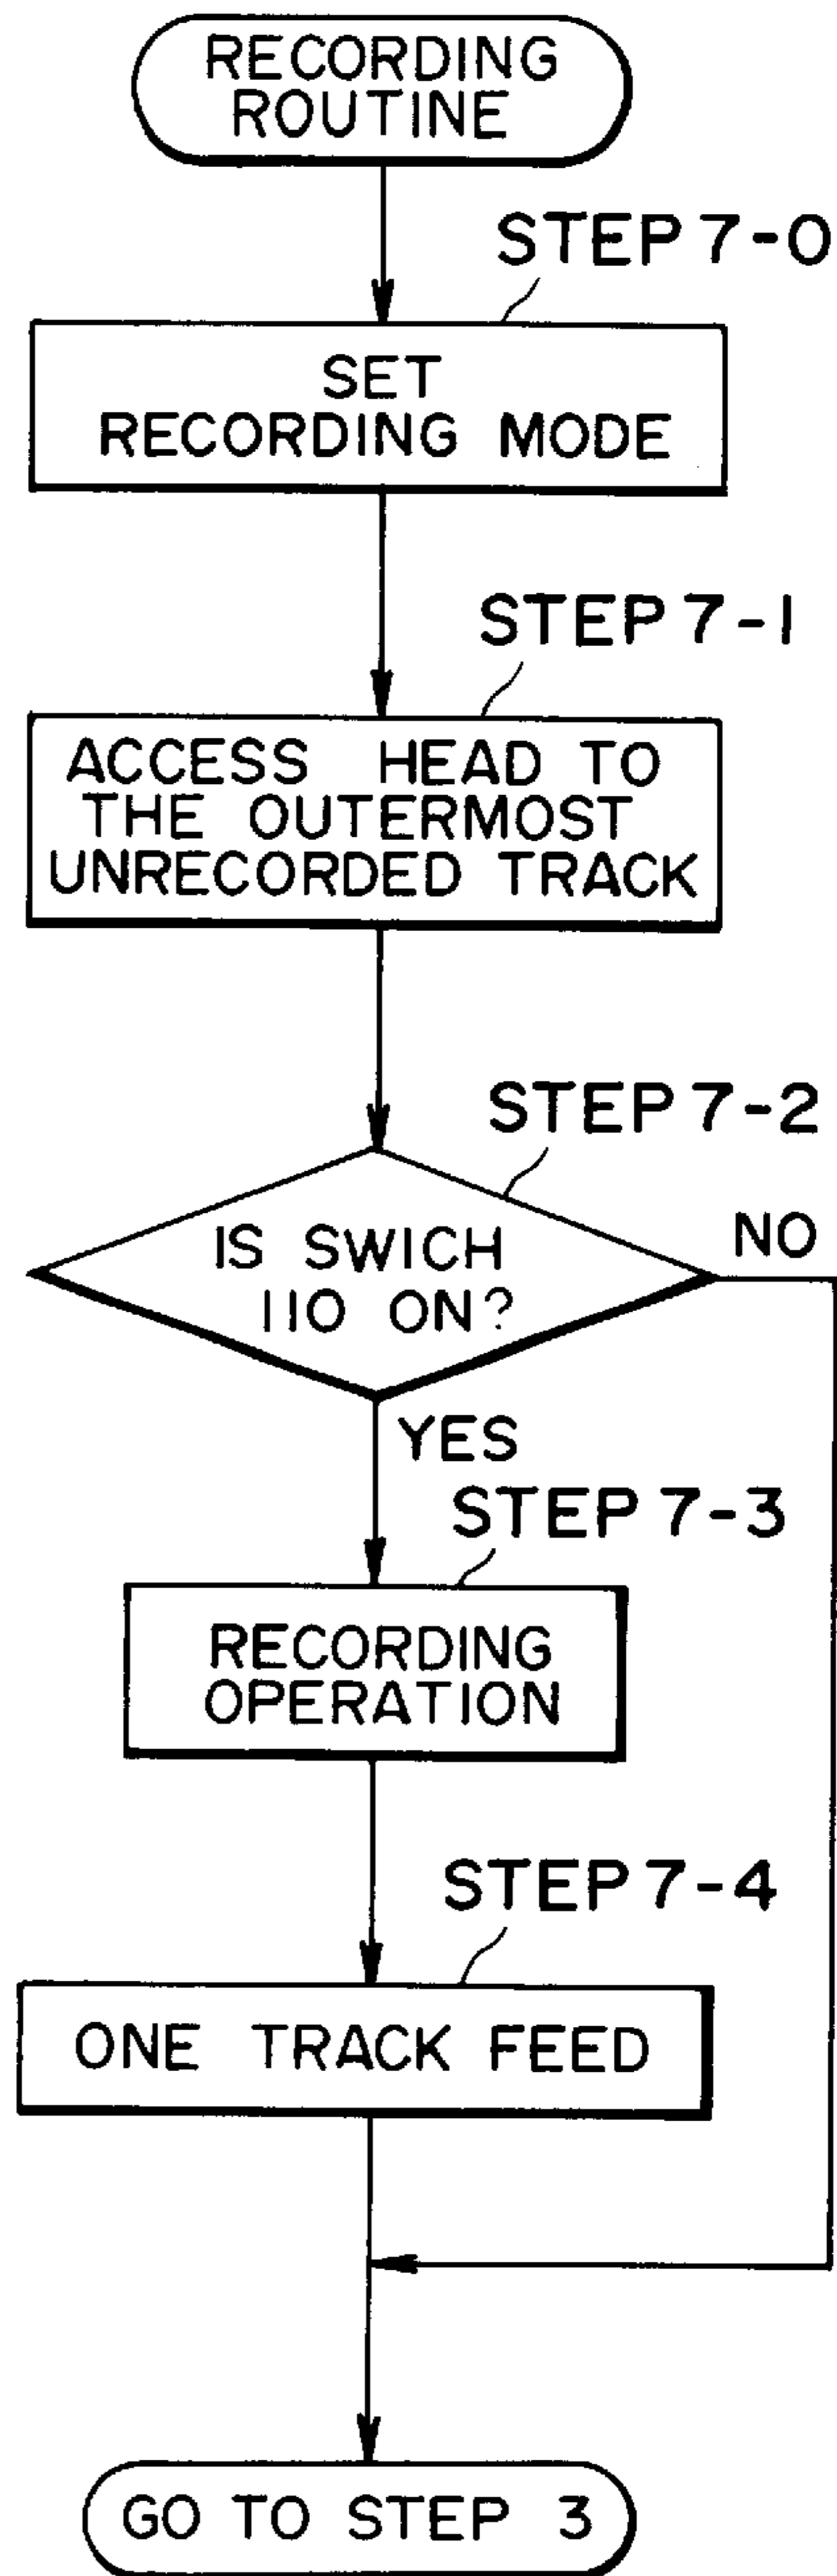 RECORDING
ROUTINE
STEP 7-0
SET
RECORDING MODE
STEP 7-1
ACCESS HEAD TO
THE OUTERMOST
UNRECORDED TRACK
STEP 7-2
IS SWICH
110 ON?
NO
YES
STEP 7-3
RECORDING
OPERATION
STEP 7-4
ONE TRACK FEED
GO TO STEP 3